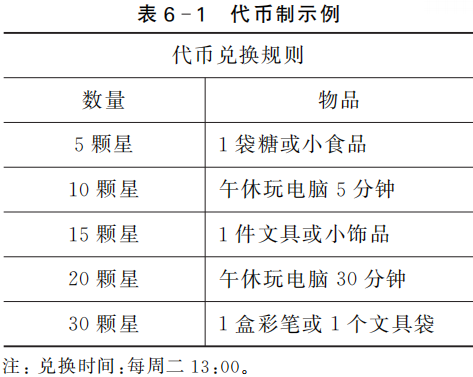 表 6-1 代币制示例
代币兑换规则
数量 物品
5 颗星 1 袋糖或小食品
10 颗星 午休玩电脑 5 分钟
15 颗星 1 件文具或小饰品
20 颗星 午休玩电脑 30 分钟
30 颗星 1 盒彩笔或 1 个文具袋
注：兑换时间：每周二 13:00。